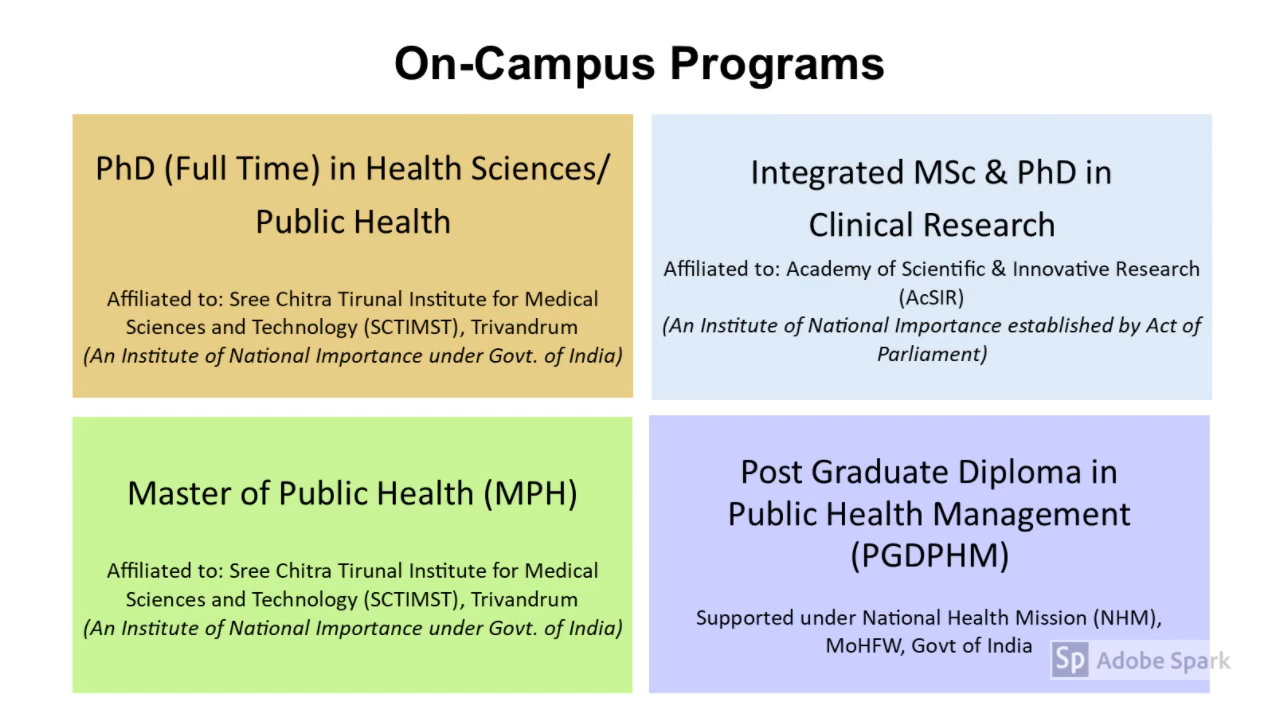 On-Campus Programs
PhD (Full Time) in Health Sciences/
Public Health
Affiliated to: Sree Chitra Tirunal Institute for Medical
Sciences and Technology (SCTIMST), Trivandrum
(An Institute of National Importance under Govt. of India)
Integrated MSc & PhD in
Clinical Research
Affiliated to: Academy of Scientific & Innovative Research
(AcSIR)
(An Institute of National Importance established by Act of
Parliament)
Master of Public Health (MPH)
Affiliated to: Sree Chitra Tirunal Institute for Medical
Sciences and Technology (SCTIMST), Trivandrum
(An Institute of National Importance under Govt. of India)
Post Graduate Diploma in
Public Health Management
(PGDPHM)
Supported under National Health Mission (NHM),
MoHFW, Govt of India
Sp Adobe Spark